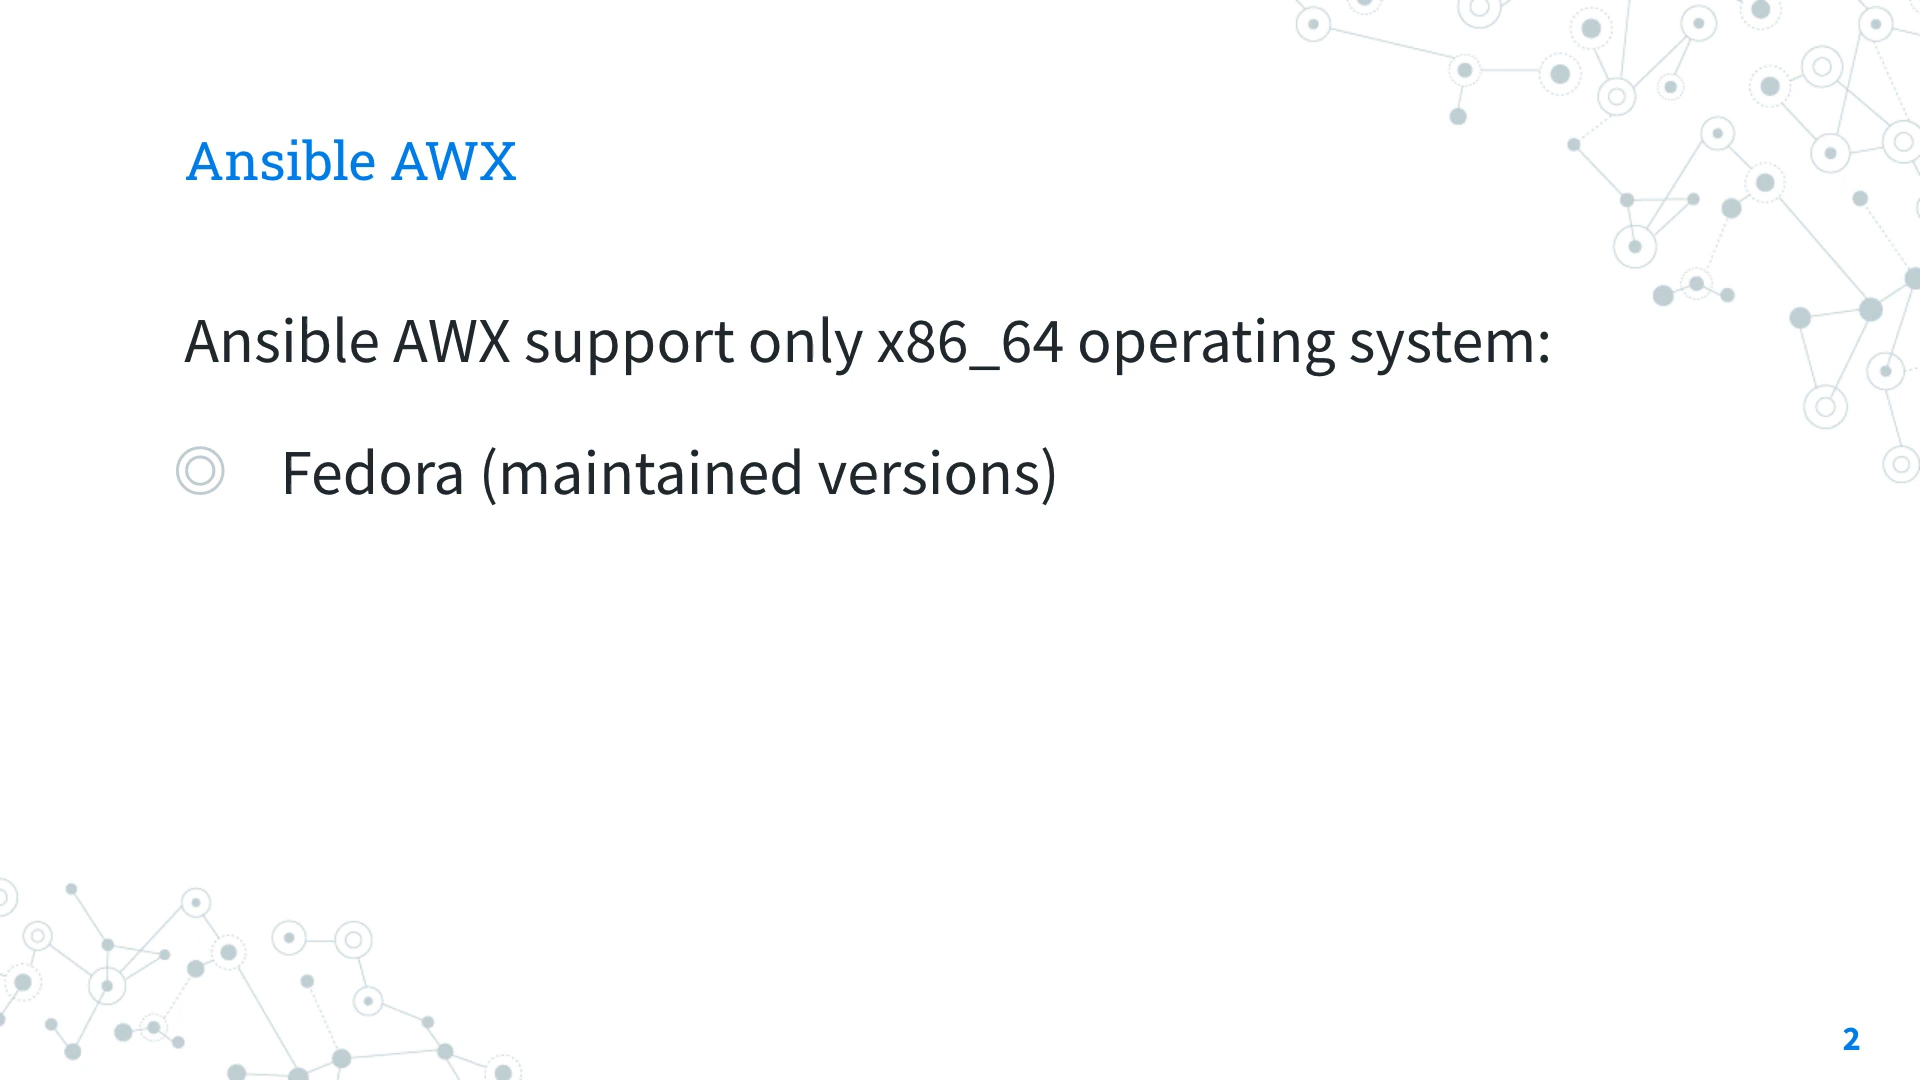 Ansible AWX
Ansible AWX support only x86_64 operating system:
Fedora (maintained versions)
2